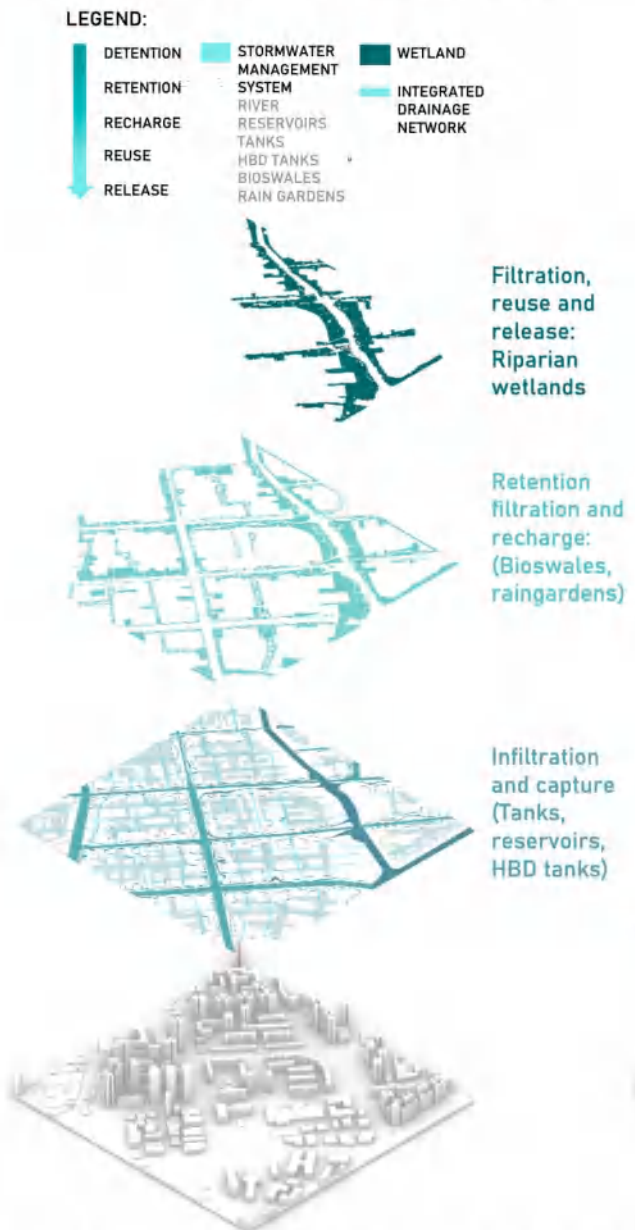 LEGEND:
DETENTION
RETENTION
RECHARGE
REUSE
RELEASE
STORMWATER
MANAGEMENT
SYSTEM
RIVER
RESERVOIRS
TANKS
HBD TANKS
BIOSWALES
RAIN GARDENS
WETLAND
INTEGRATED
DRAINAGE
NETWORK
Filtration,
reuse and
release:
Riparian
wetlands
Retention
filtration and
recharge:
(Bioswales,
raingardens)
Infiltration
and capture
(Tanks,
reservoirs,
HBD tanks)